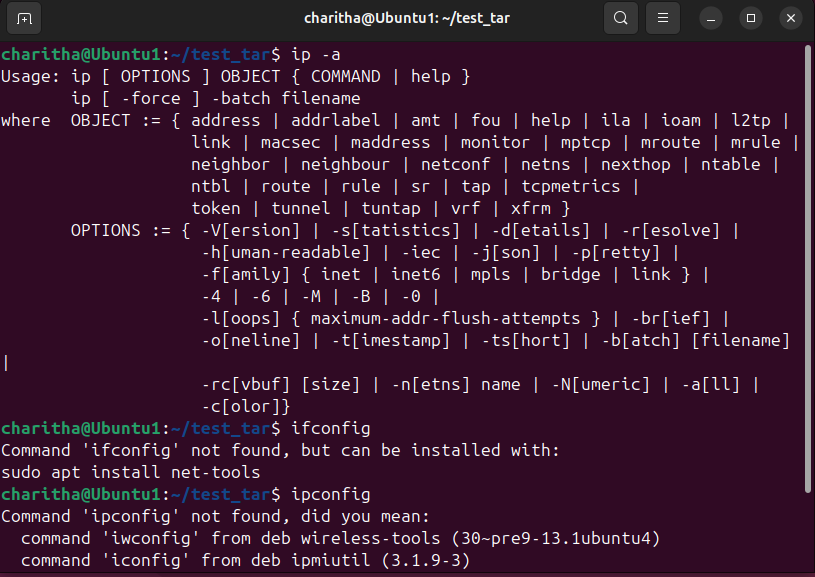 charitha@Ubuntu1: ~/test_tar
charitha@Ubuntu1:~/test_tar$ ip -a
Usage: ip [ OPTIONS ] OBJECT { COMMAND | help }
       ip [ -force ] -batch filename
where  OBJECT := { address | addrlabel | amt | fou | help | ila | ioam | l2tp |
                   link | macsec | maddress | monitor | mptcp | mroute | mrule |
                   neighbor | neighbour | netconf | netns | nexthop | ntable |
                   ntbl | route | rule | sr | tap | tcpmetrics |
                   token | tunnel | tuntap | vrf | xfrm }
       OPTIONS := { -V[ersion] | -s[tatistics] | -d[etails] | -r[esolve] |
                    -h[uman-readable] | -iec | -j[son] | -p[retty] |
                    -f[amily] { inet | inet6 | mpls | bridge | link } |
                    -4 | -6 | -M | -B | -0 |
                    -l[oops] { maximum-addr-flush-attempts } | -br[ief] |
                    -o[neline] | -t[imestamp] | -ts[hort] | -b[atch] [filename]
|
                    -rc[vbuf] [size] | -n[etns] name | -N[umeric] | -a[ll] |
                    -c[olor]}
charitha@Ubuntu1:~/test_tar$ ifconfig
Command 'ifconfig' not found, but can be installed with:
sudo apt install net-tools
charitha@Ubuntu1:~/test_tar$ ipconfig
Command 'ipconfig' not found, did you mean:
  command 'iwconfig' from deb wireless-tools (30~pre9-13.1ubuntu4)
  command 'iconfig' from deb ipmiutil (3.1.9-3)